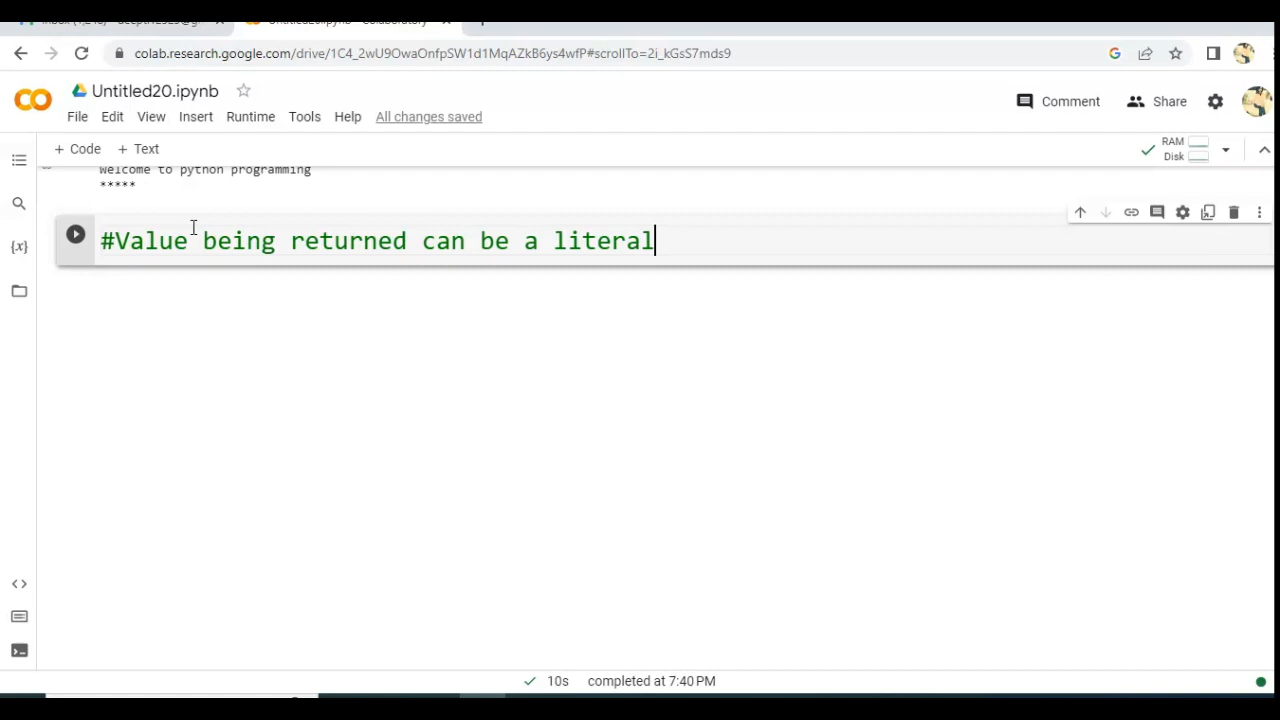 colab.research.google.com/drive/1C4_2wU9OwaOnfpSW1d1MqAZkB6ys4wfP#scrollTo=2i_kGsS7mds9
Untitled20.ipynb
File Edit View Insert Runtime Tools Help All changes saved
Comment Share
+ Code + Text
RAM
Disk
Welcome to python programming
*****
#Value being returned can be a literal
{x}
10s completed at 7:40 PM